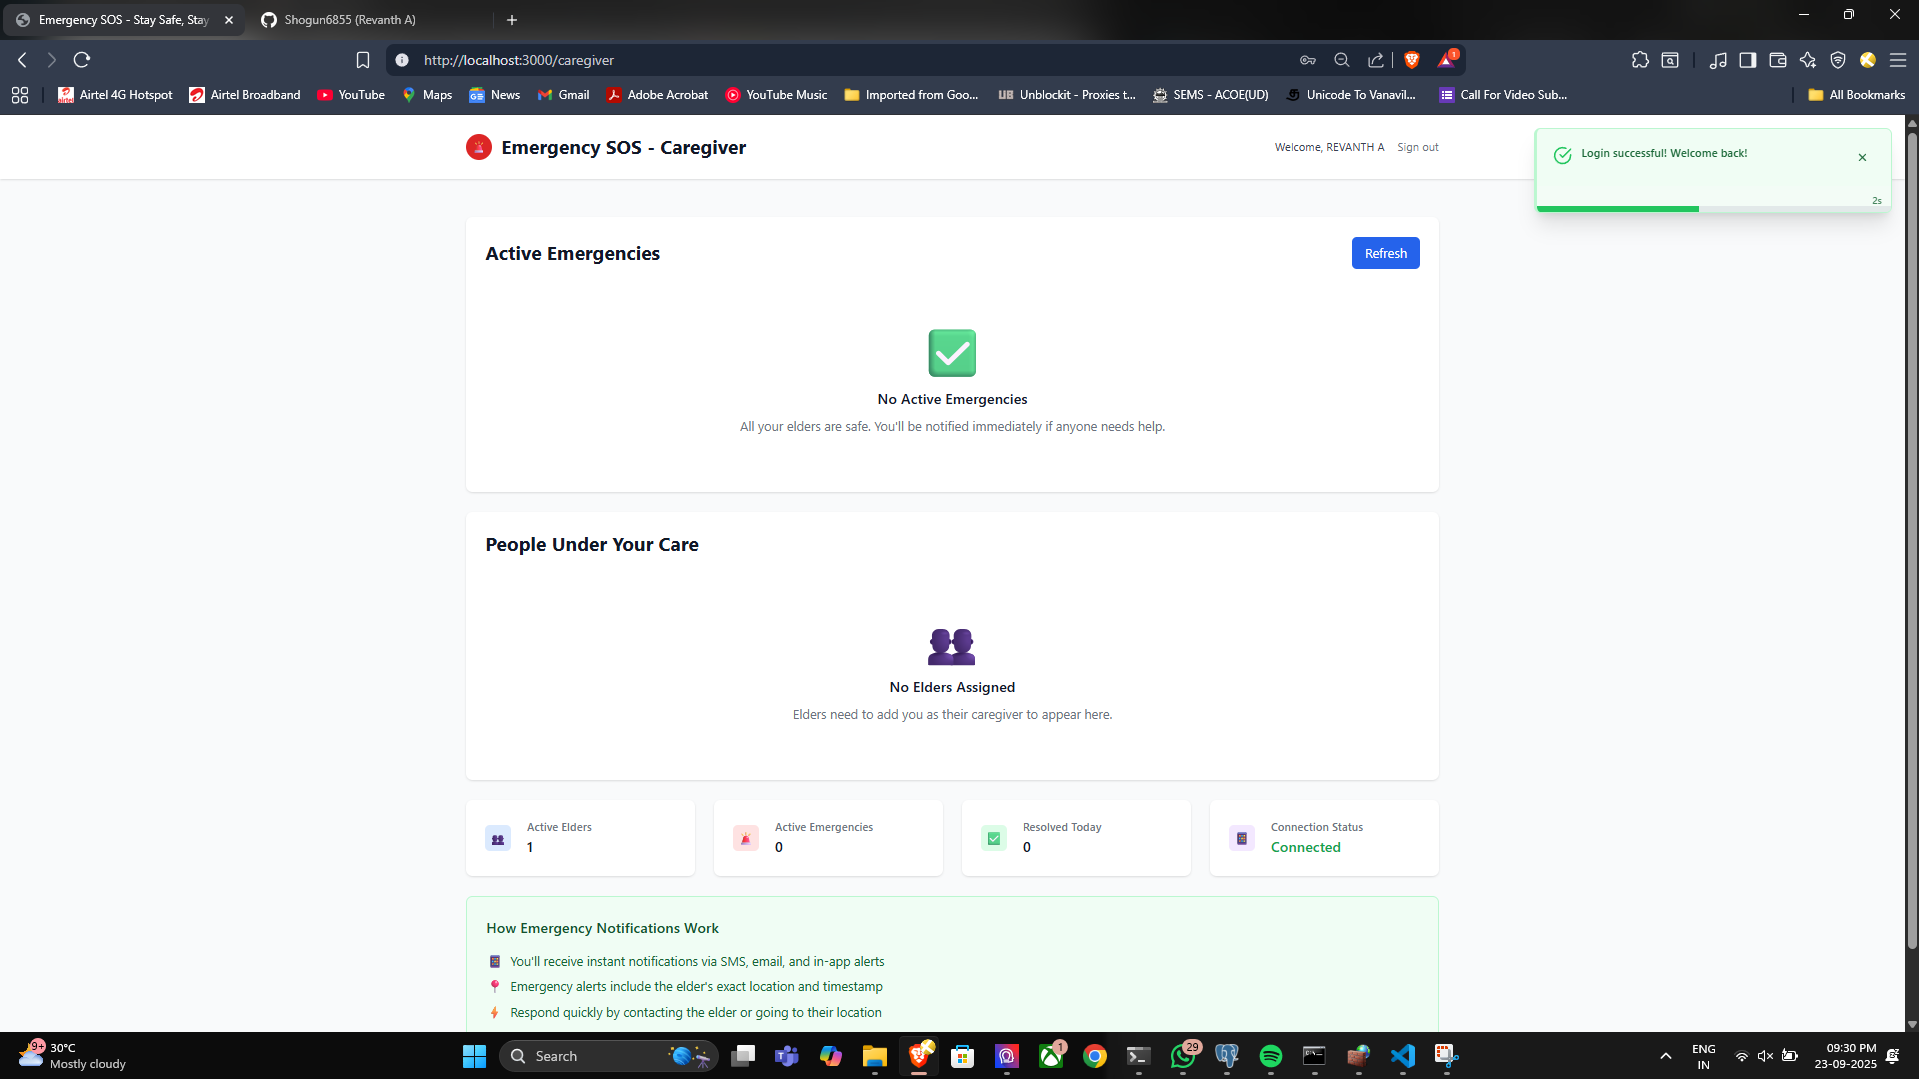 Emergency SOS - Stay Safe, Stay
Shogun6855 (Revanth A)
http://localhost:3000/caregiver
1
Airtel 4G Hotspot
Airtel Broadband
YouTube
Maps
News
Gmail
Adobe Acrobat
YouTube Music
Imported from Goo...
UB
Unblockit - Proxies t...
SEMS - ACOE(UD)
Unicode To Vanavil...
Call For Video Sub...
All Bookmarks
Emergency SOS - Caregiver
Welcome, REVANTH A
Sign out
Login successful! Welcome back!
2s
Active Emergencies
Refresh
No Active Emergencies
All your elders are safe. You'll be notified immediately if anyone needs help.
People Under Your Care
No Elders Assigned
Elders need to add you as their caregiver to appear here.
Active Elders
1
Active Emergencies
0
Resolved Today
0
Connection Status
Connected
How Emergency Notifications Work
You'll receive instant notifications via SMS, email, and in-app alerts
Emergency alerts include the elder's exact location and timestamp
Respond quickly by contacting the elder or going to their location
9+
30°C
Mostly cloudy
Search
1
29
ENG
IN
09:30 PM
23-09-2025